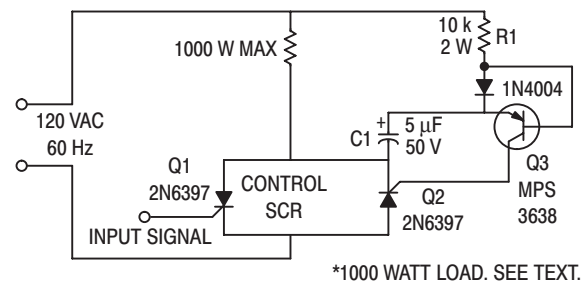 1000 W MAX
10 k
2 W
R1
1N4004
120 VAC
60 Hz
+
C1
5 μF
50 V
Q1
2N6397
CONTROL
SCR
Q2
2N6397
Q3
MPS
3638
INPUT SIGNAL
*1000 WATT LOAD. SEE TEXT.